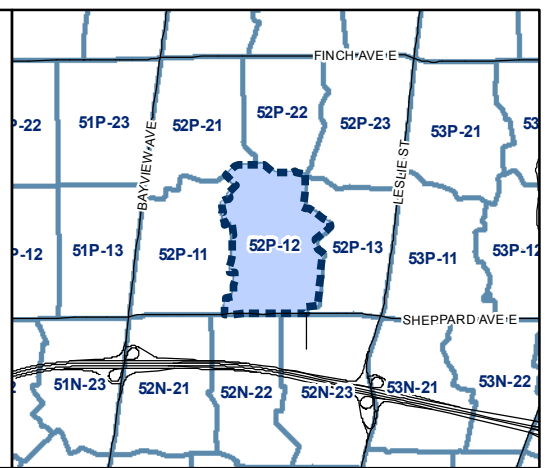 FINCH AVE E
P-22
51P-23
52P-21
52P-22
52P-23
53P-21
53
BAYVIEW AVE
LESLIE ST
P-12
51P-13
52P-11
52P-12
52P-13
53P-11
53P-12
SHEPPARD AVE E
2
51N-23
52N-21
52N-22
52N-23
53N-21
53N-22